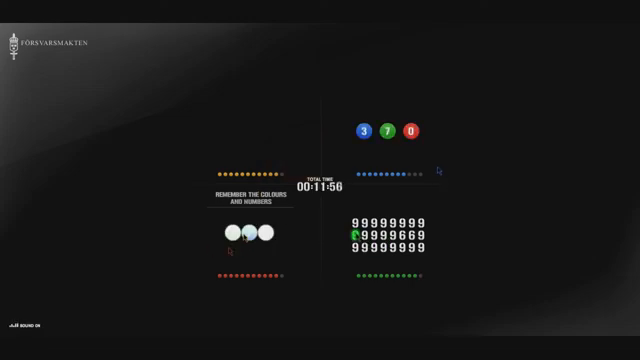 FÖRSVARSMAKTEN
3 7 0
TOTAL TIME
00:11:56
REMEMBER THE COLOURS
AND NUMBERS
99999999
9999669
99999999
SOUND ON